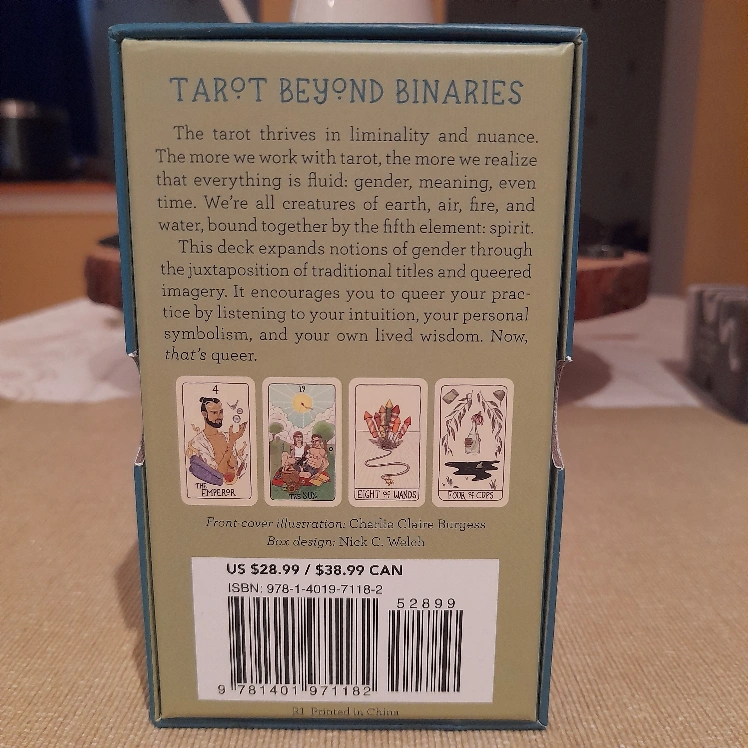 TAROT BEYOND BINARIES
The tarot thrives in liminality and nuance.
The more we work with tarot, the more we realize
that everything is fluid: gender, meaning, even
time. We're all creatures of earth, air, fire, and
water, bound together by the fifth element: spirit.
This deck expands notions of gender through
the juxtaposition of traditional titles and queered
imagery. It encourages you to queer your prac-
tice by listening to your intuition, your personal
symbolism, and your own lived wisdom. Now,
that's queer.
4
THE EMPEROR
19
THE SUN
EIGHT OF WANDS
FOUR OF CUPS
Front-cover illustration: Charlie Claire Burgess
Box design: Nick C. Welch
US $28.99 / $38.99 CAN
ISBN: 978-1-4019-7118-2
52899
9 781401 971182
Printed in China